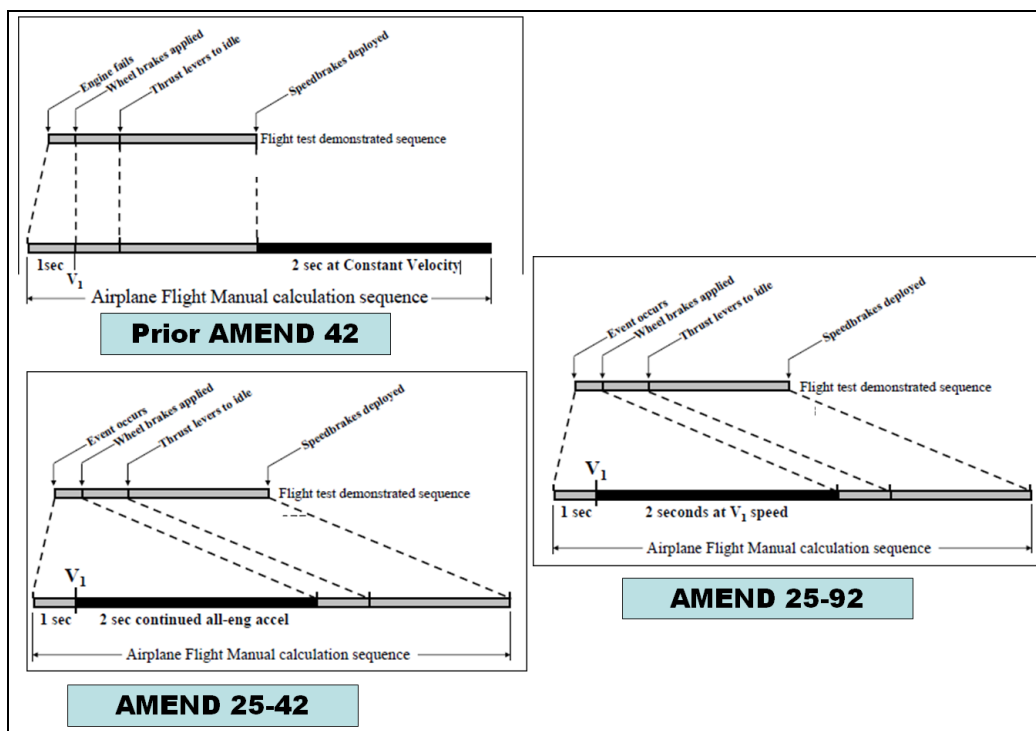 Engine fails
Wheel brakes applied
Thrust levers to idle
Speedbrakes deployed
Flight test demonstrated sequence
1sec
V1
2 sec at Constant Velocity
Airplane Flight Manual calculation sequence
Prior AMEND 42
Event occurs
Wheel brakes applied
Thrust levers to idle
Speedbrakes deployed
Flight test demonstrated sequence
V1
1 sec
2 sec continued all-eng accel
Airplane Flight Manual calculation sequence
AMEND 25-42
Event occurs
Wheel brakes applied
Thrust levers to idle
Speedbrakes deployed
Flight test demonstrated sequence
V1
1 sec
2 seconds at V1 speed
Airplane Flight Manual calculation sequence
AMEND 25-92